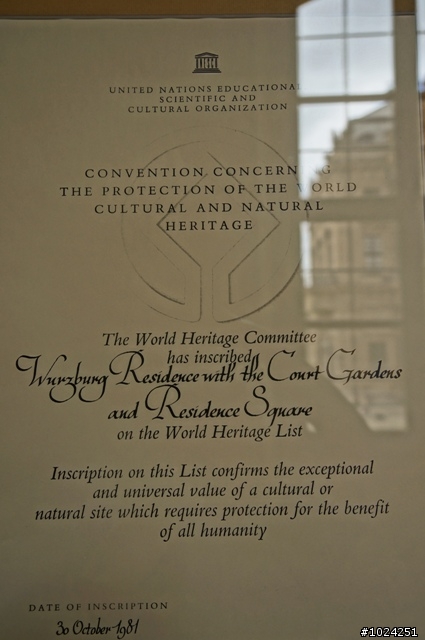 UNITED NATIONS EDUCATIONAL
SCIENTIFIC AND
CULTURAL ORGANIZATION
CONVENTION CONCERNING
THE PROTECTION OF THE WORLD
CULTURAL AND NATURAL
HERITAGE
The World Heritage Committee
has inscribed
Wurzburg Residence with the Court Gardens
and Residence Square
on the World Heritage List
Inscription on this List confirms the exceptional
and universal value of a cultural or
natural site which requires protection for the benefit
of all humanity
DATE OF INSCRIPTION
30 October 1981
#1024251